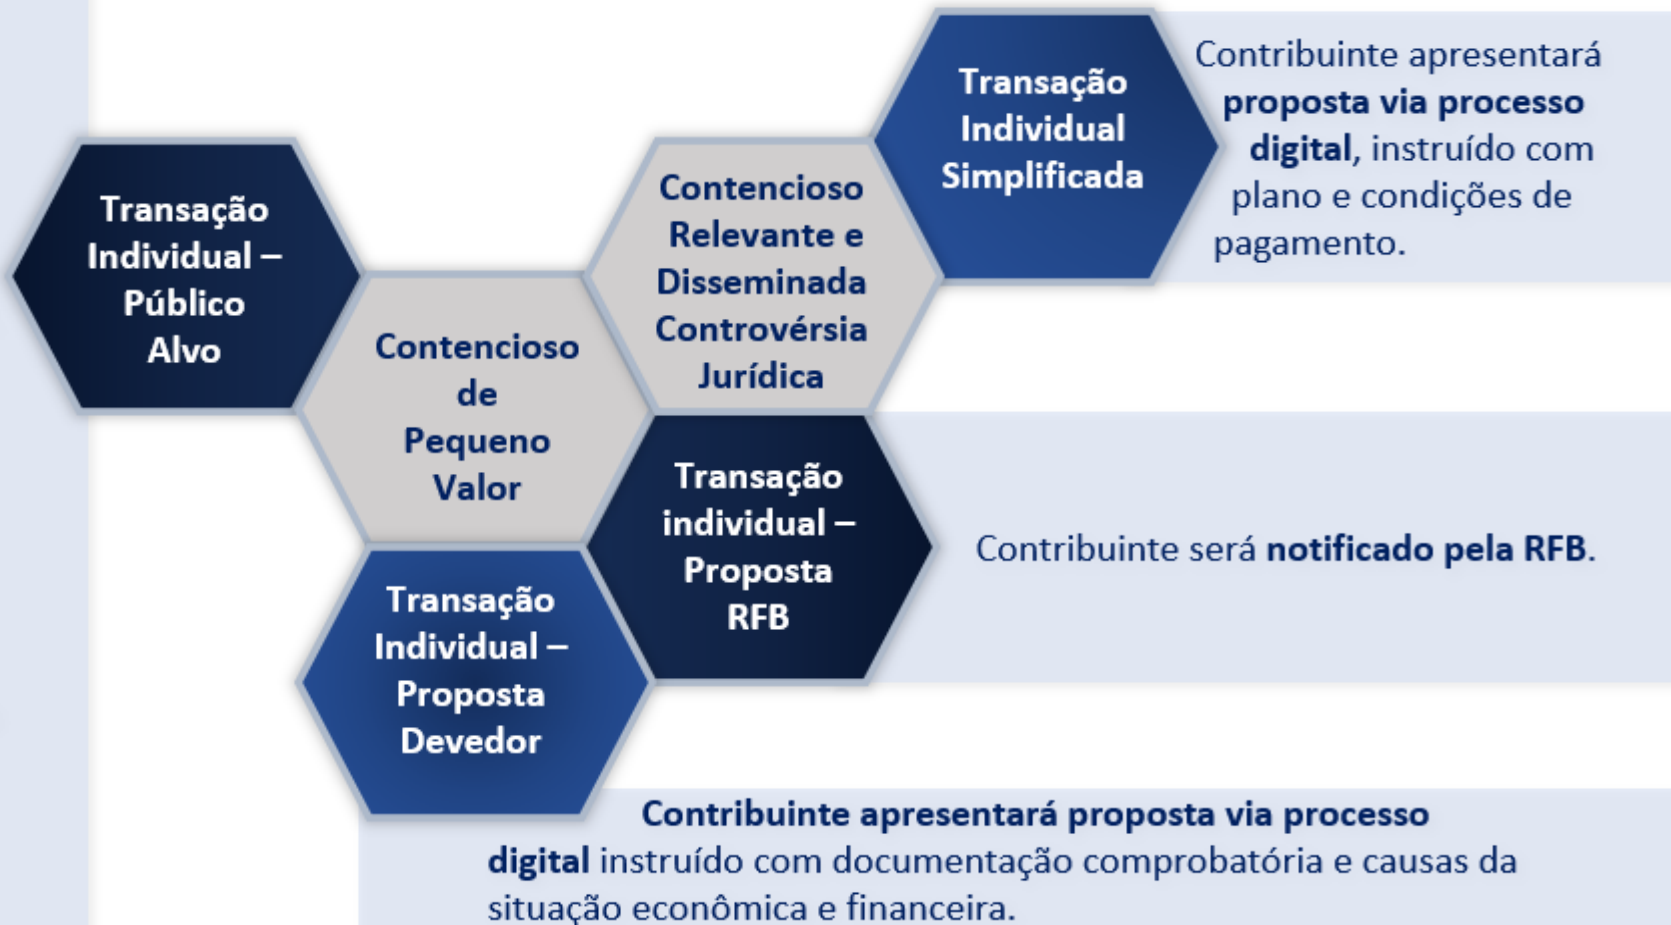 Transação
Individual
Simplificada
Contribuinte apresentará
proposta via processo
digital, instruído com
plano e condições de
pagamento.
Transação
Individual –
Público
Alvo
Contencioso
Relevante e
Disseminada
Controvérsia
Jurídica
Contencioso
de
Pequeno
Valor
Transação
individual –
Proposta
RFB
Contribuinte será notificado pela RFB.
Transação
Individual –
Proposta
Devedor
Contribuinte apresentará proposta via processo
digital instruído com documentação comprobatória e causas da
situação econômica e financeira.